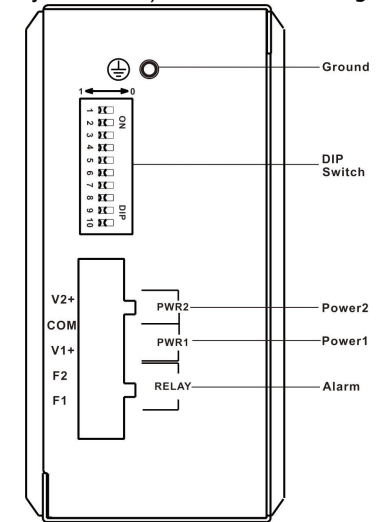 Ground
1 0
1
2
3
4
5
6
7
8
9
10
ON
DIP
DIP
Switch
V2+
COM
V1+
F2
F1
PWR2
PWR1
RELAY
Power2
Power1
Alarm